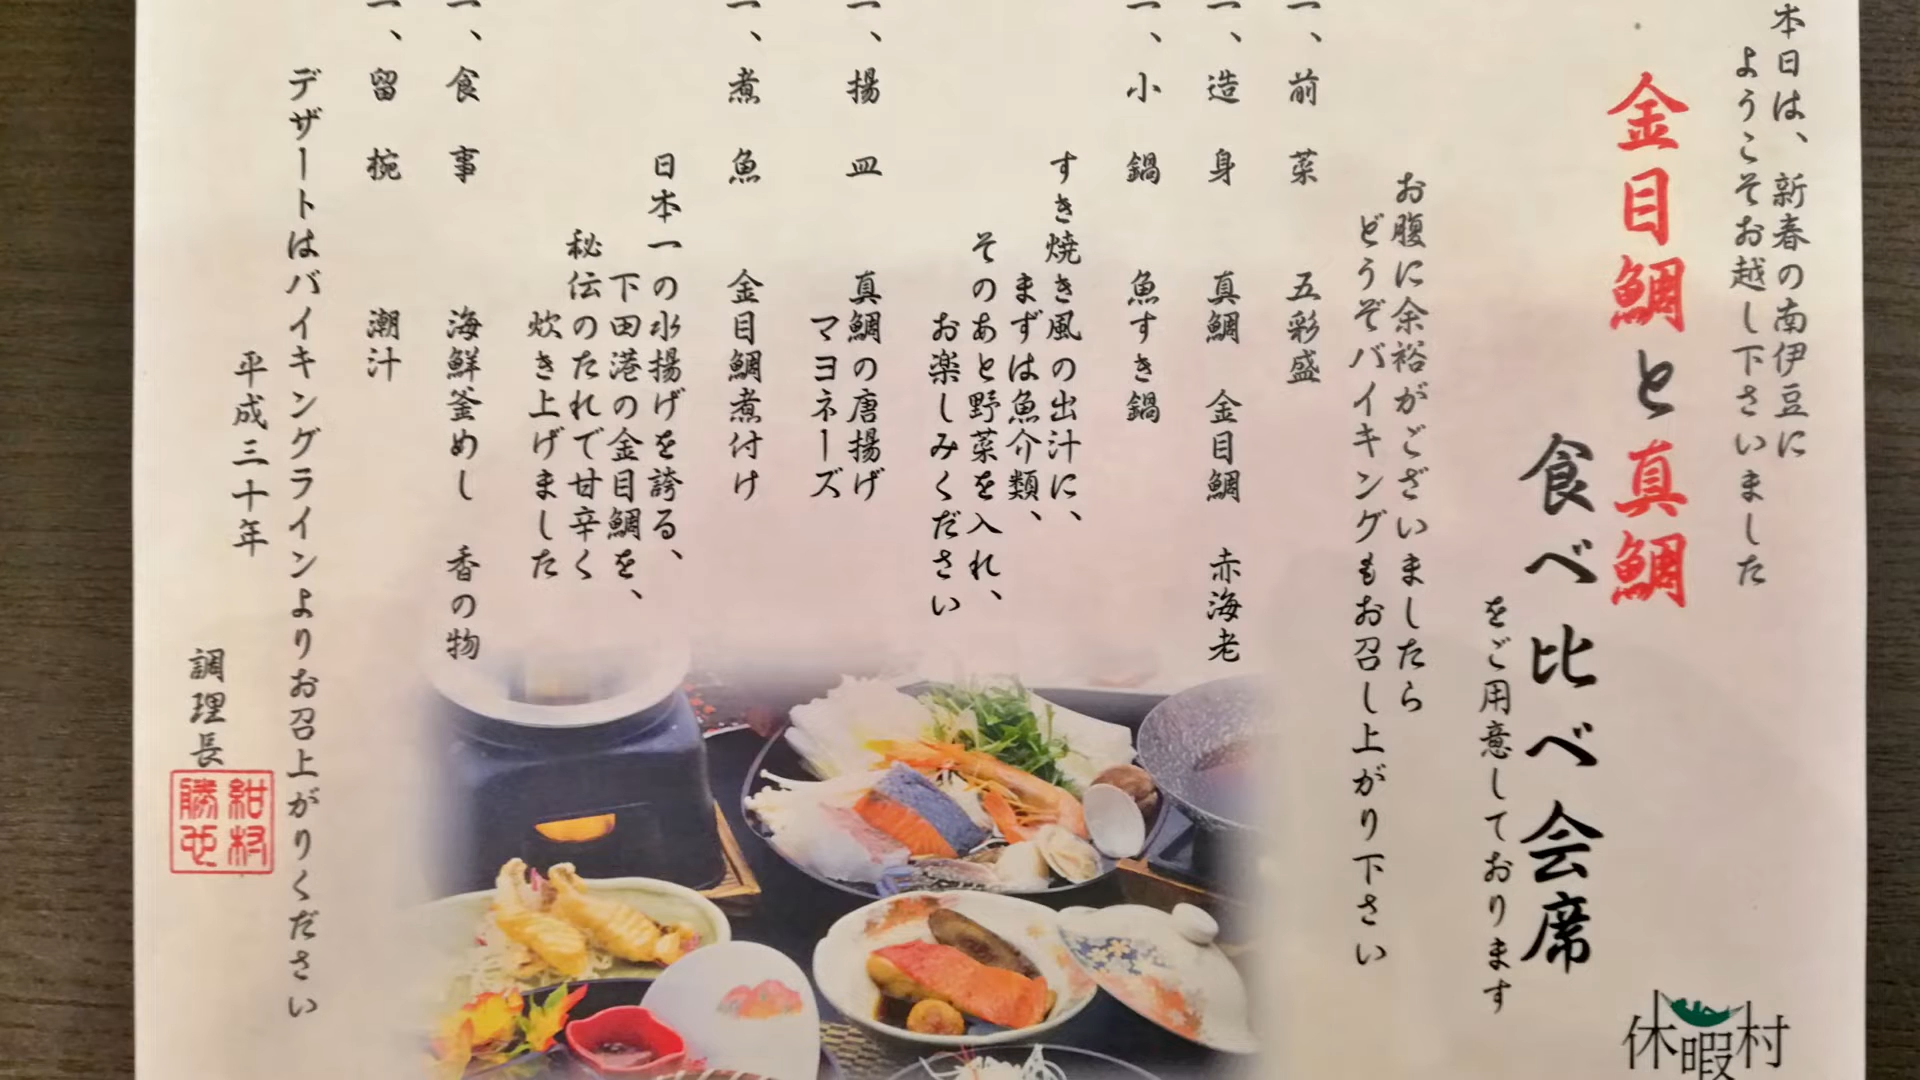 本日は、新春の南伊豆に
ようこそお越し下さいました
金目鯛と真鯛
食べ比べ会席
をご用意しております
お腹に余裕がございましたら
どうぞバイキングもお召し上がり下さい
一、前菜 五彩盛
一、造身 真鯛 金目鯛 赤海老
一、小鍋 魚すき鍋
すき焼き風の出汁に、
まずは魚介類、
そのあと野菜を入れ、
お楽しみください
一、揚皿 真鯛の唐揚げ
マヨネーズ
一、煮魚 金目鯛煮付け
日本一の水揚げを誇る、
下田港の金目鯛を、
秘伝のたれで甘辛く
炊き上げました
一、食事 海鮮釜めし 香の物
一、留椀 潮汁
デザートはバイキングラインよりお召上がりください
平成三十年
調理長
休暇村